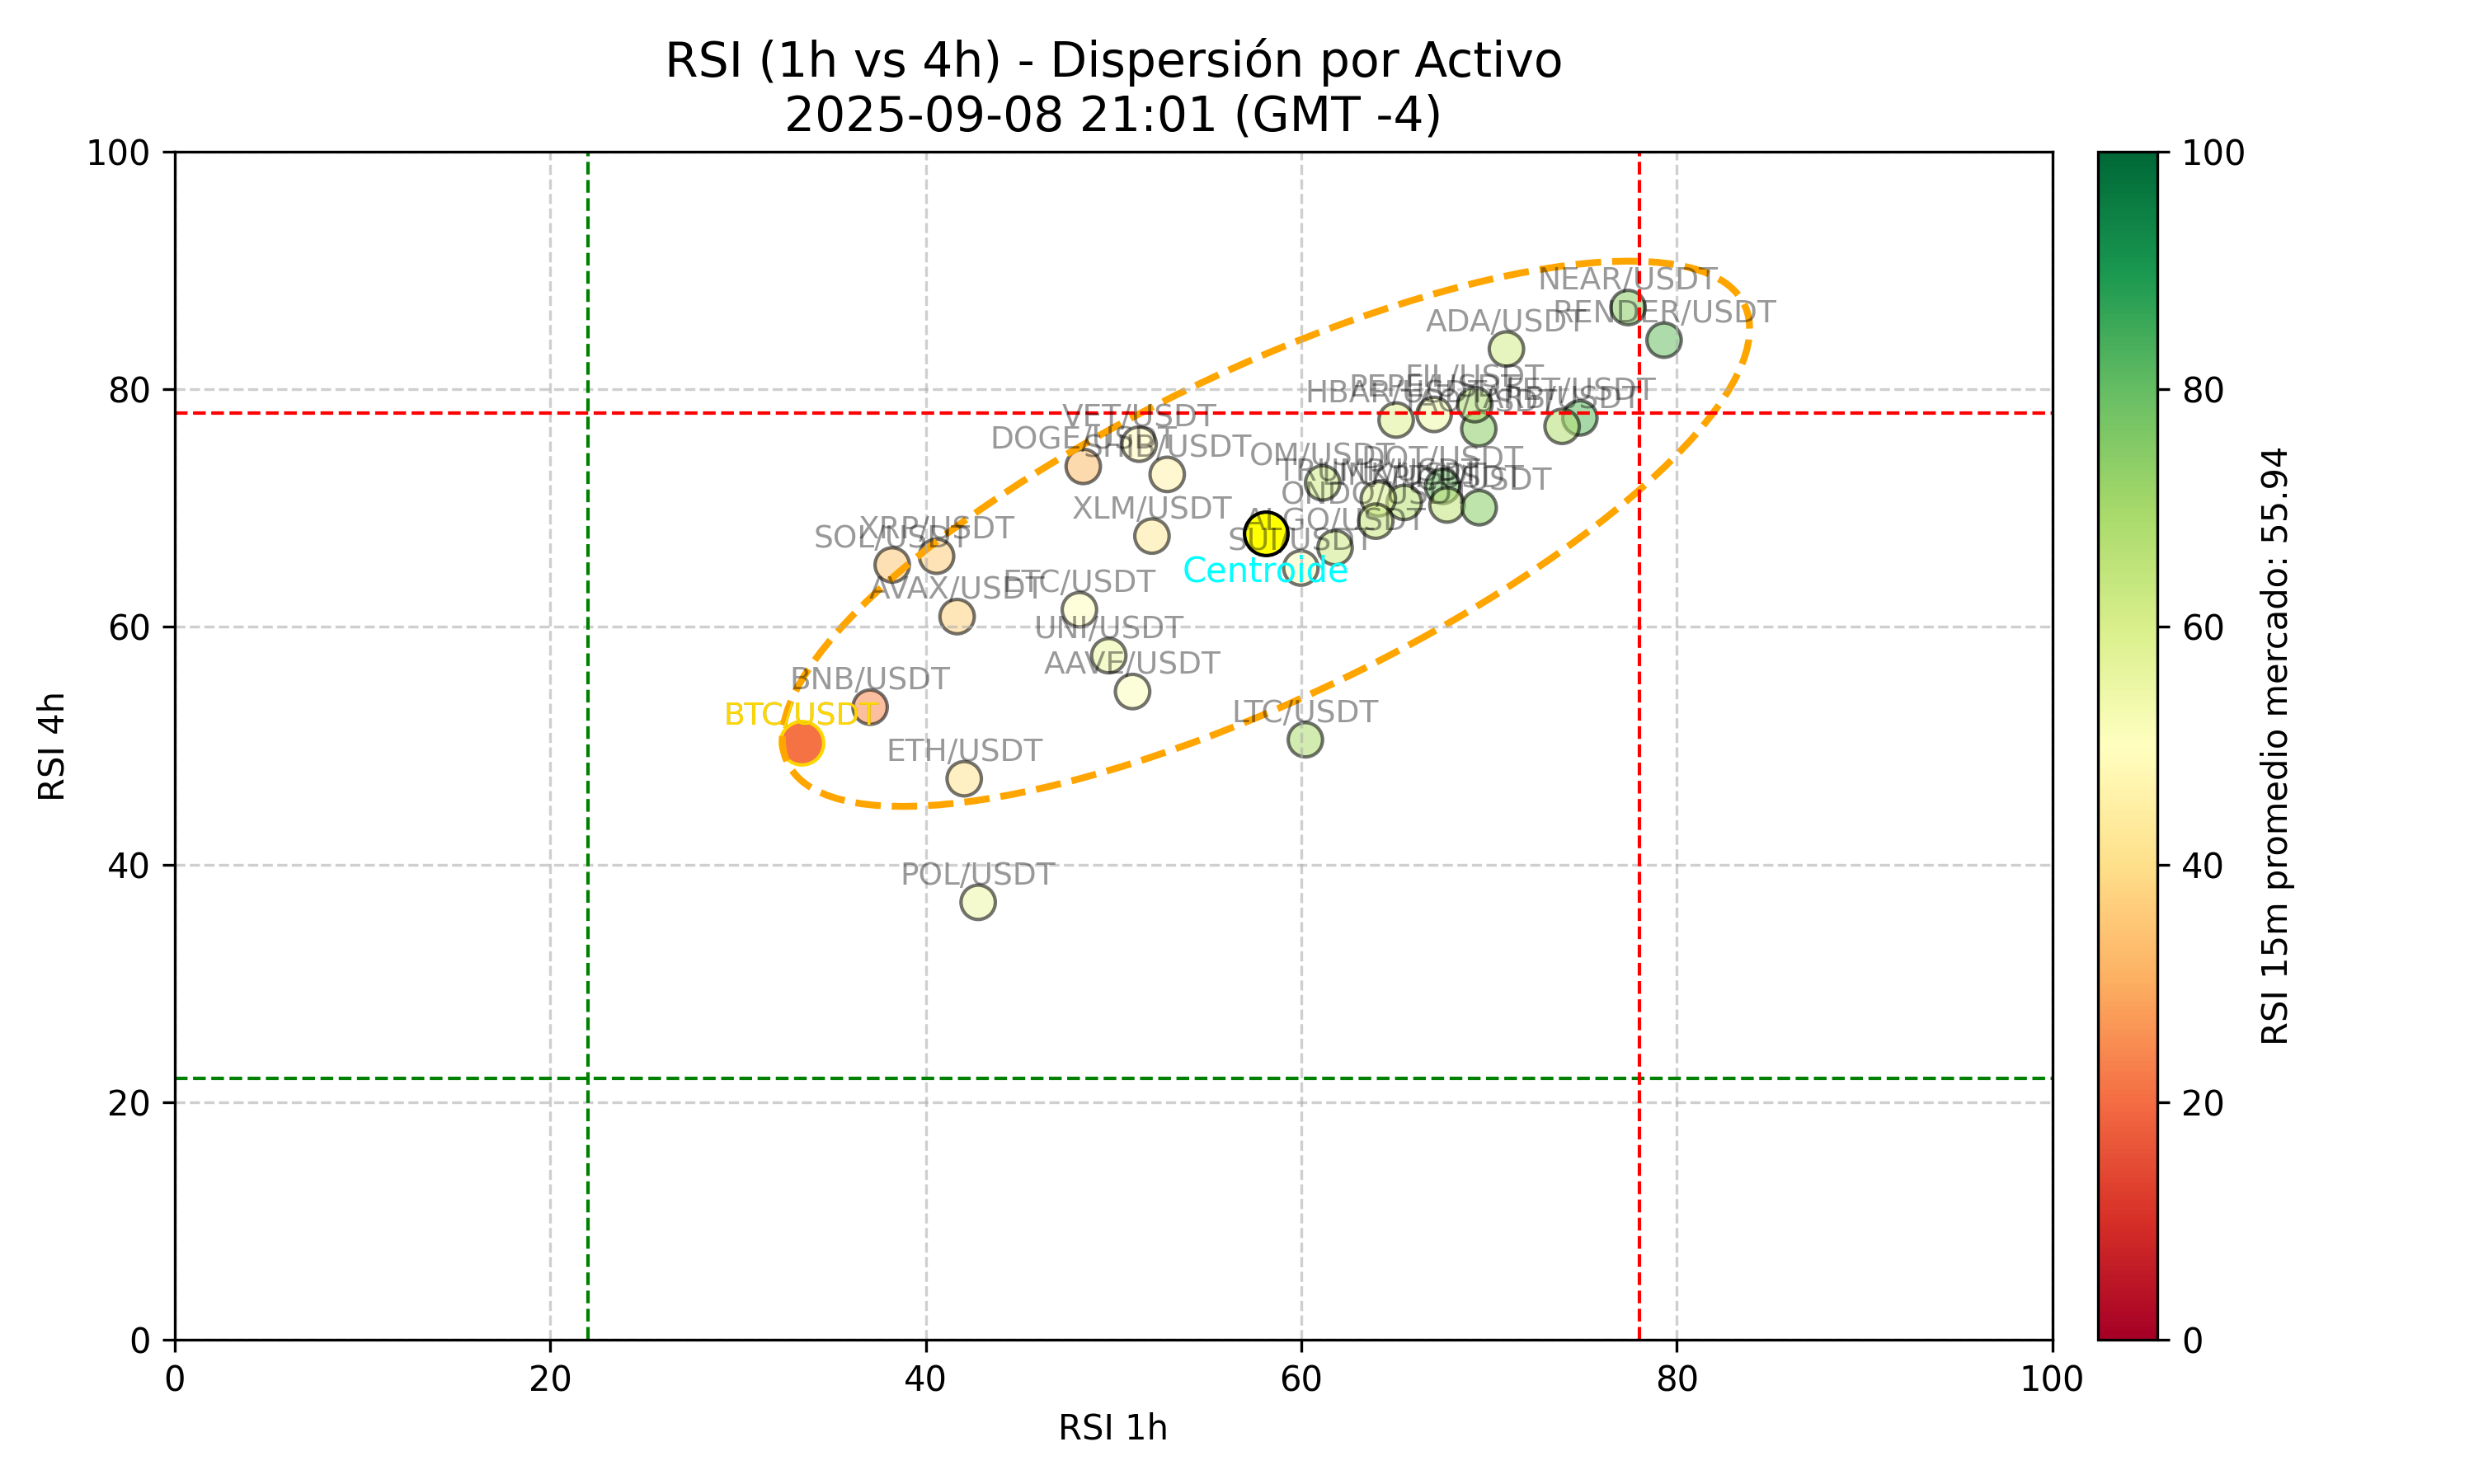 RSI (1h vs 4h) - Dispersión por Activo
2025-09-08 21:01 (GMT -4)
100
80
60
40
20
0
0
20
40
60
80
100
RSI 4h
RSI 1h
NEAR/USDT
RENDER/USDT
ADA/USDT
FIL/USDT
VET/USDT
DOGE/USDT
SHIB/USDT
OM/USDT
DOT/USDT
XLM/USDT
ALGO/USDT
SUI/USDT
Centroide
XRP/USDT
SOL/USDT
AVAX/USDT
ETC/USDT
UNI/USDT
AAVE/USDT
BNB/USDT
BTC/USDT
LTC/USDT
ETH/USDT
POL/USDT
100
80
60
40
20
0
RSI 15m promedio mercado: 55.94